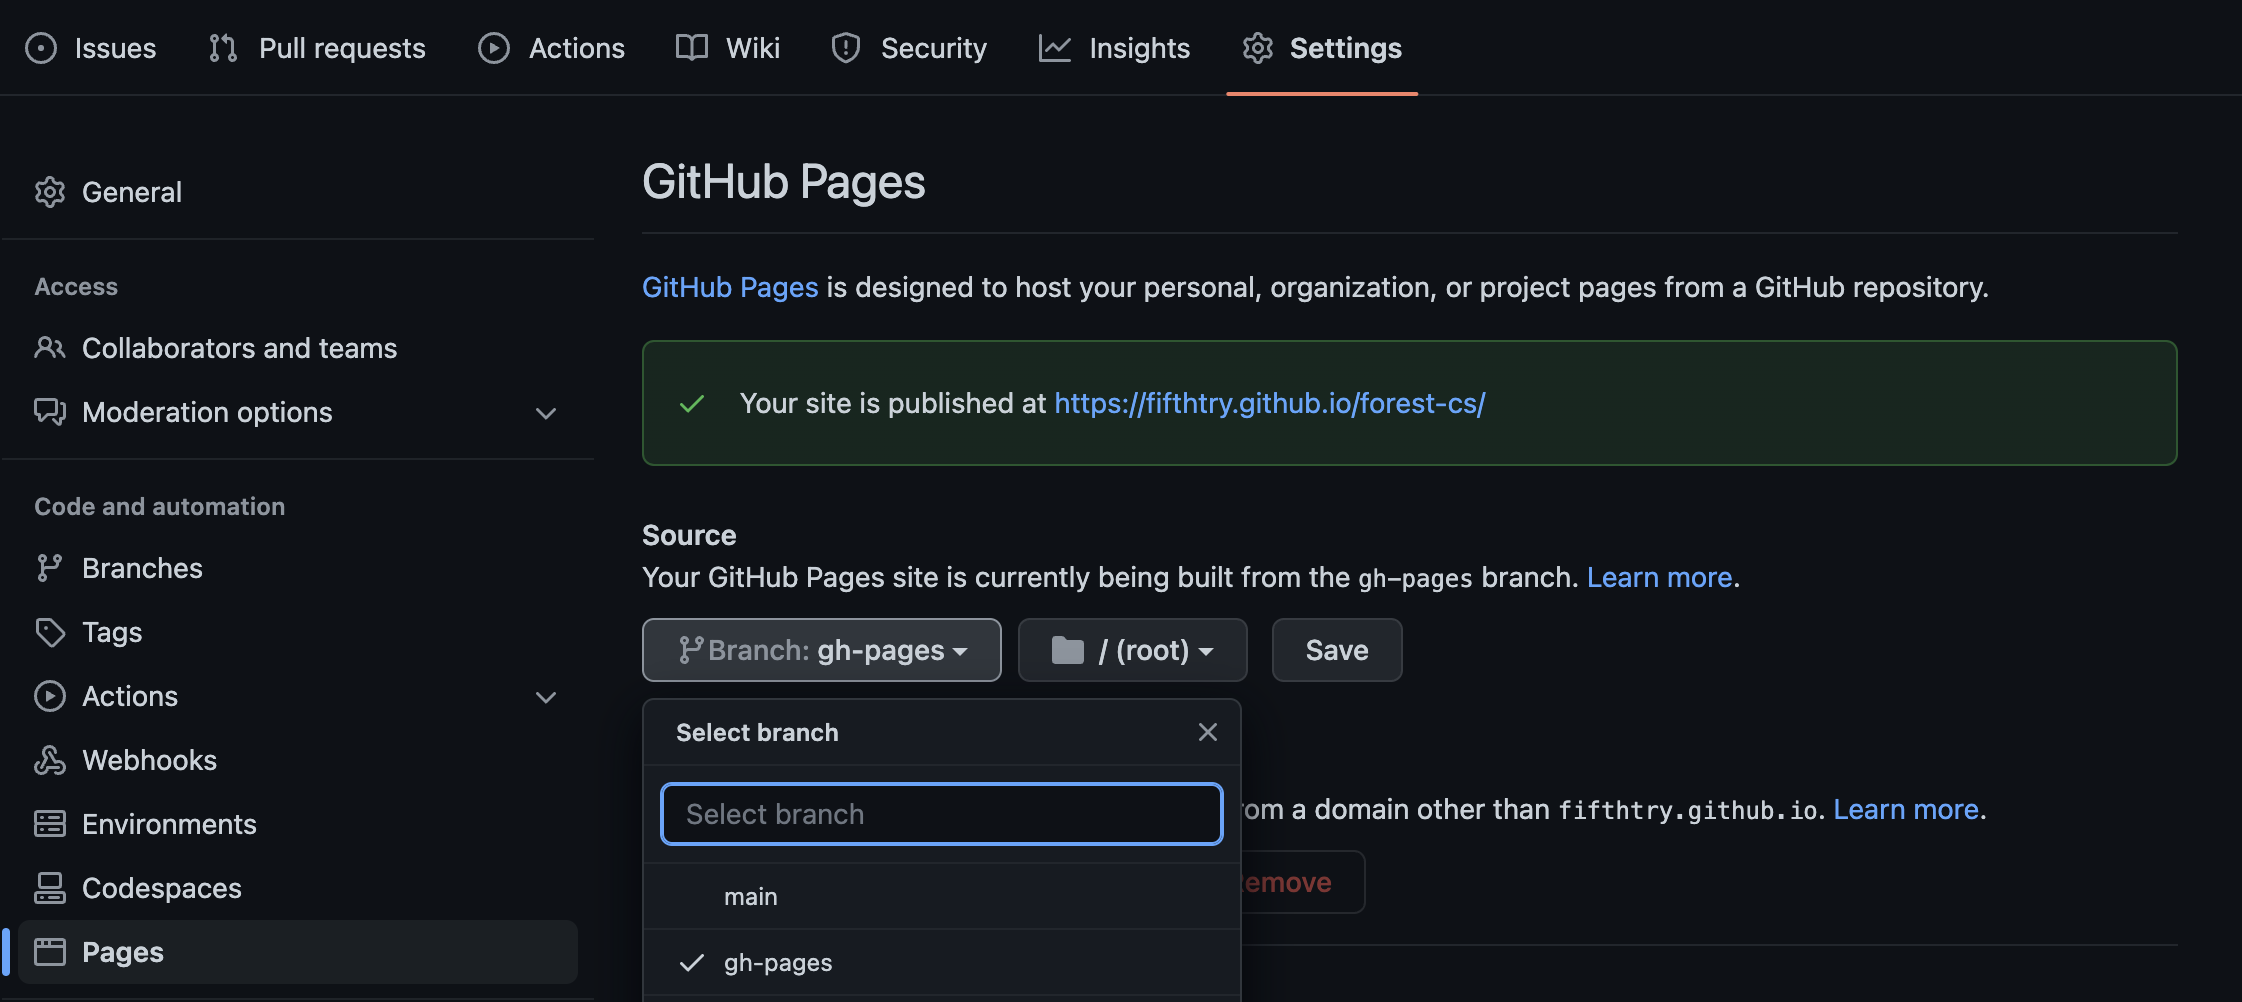 Issues Pull requests Actions Wiki Security Insights Settings
General
Access
Collaborators and teams
Moderation options
Code and automation
Branches
Tags
Actions
Webhooks
Environments
Codespaces
Pages
GitHub Pages
GitHub Pages is designed to host your personal, organization, or project pages from a GitHub repository.
Your site is published at https://fifthtry.github.io/forest-cs/
Source
Your GitHub Pages site is currently being built from the gh-pages branch. Learn more.
Branch: gh-pages / (root) Save
Select branch
Select branch
main
gh-pages
a domain other than fifthtry.github.io. Learn more.